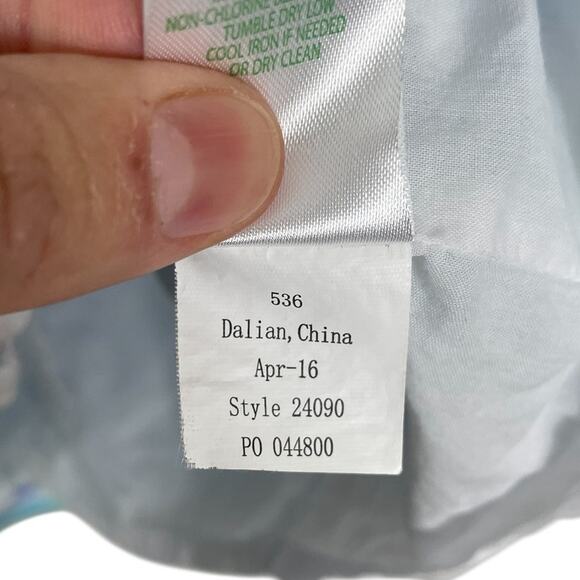 NON-CHLORINE
TUMBLE DRY LOW
COOL IRON IF NEEDED
OR DRY CLEAN
536
Dalian, China
Apr-16
Style 24090
PO 044800